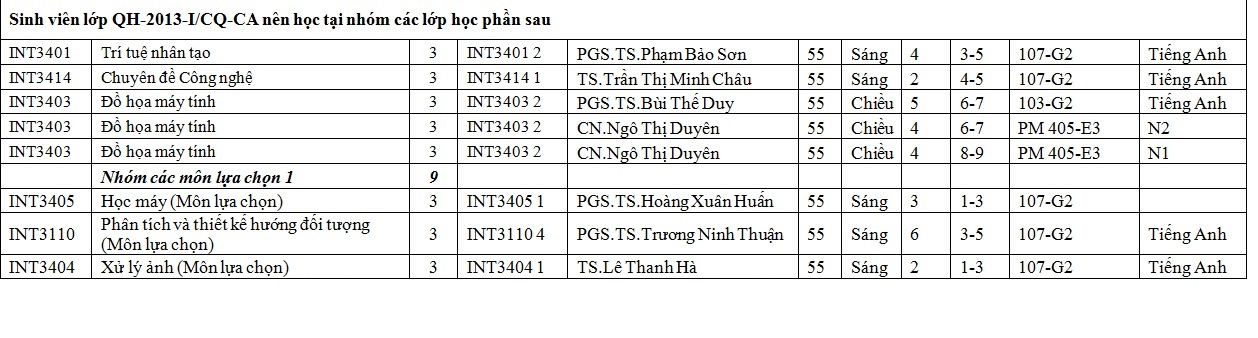 Sinh viên lớp QH-2013-I/CQ-CA nên học tại nhóm các lớp học phần sau
INT3401 Trí tuệ nhân tạo 3 INT3401 2 PGS.TS.Phạm Bảo Sơn 55 Sáng 4 3-5 107-G2 Tiếng Anh
INT3414 Chuyên đề Công nghệ 3 INT3414 1 TS.Trần Thị Minh Châu 55 Sáng 2 4-5 107-G2 Tiếng Anh
INT3403 Đồ họa máy tính 3 INT3403 2 PGS.TS.Bùi Thế Duy 55 Chiều 5 6-7 103-G2 Tiếng Anh
INT3403 Đồ họa máy tính 3 INT3403 2 CN.Ngô Thị Duyên 55 Chiều 4 6-7 PM 405-E3 N2
INT3403 Đồ họa máy tính 3 INT3403 2 CN.Ngô Thị Duyên 55 Chiều 4 8-9 PM 405-E3 N1
Nhóm các môn lựa chọn 1 9
INT3405 Học máy (Môn lựa chọn) 3 INT3405 1 PGS.TS.Hoàng Xuân Huấn 55 Sáng 3 1-3 107-G2
INT3110 Phân tích và thiết kế hướng đối tượng
(Môn lựa chọn) 3 INT3110 4 PGS.TS.Trương Ninh Thuận 55 Sáng 6 3-5 107-G2 Tiếng Anh
INT3404 Xử lý ảnh (Môn lựa chọn) 3 INT3404 1 TS.Lê Thanh Hà 55 Sáng 2 1-3 107-G2 Tiếng Anh